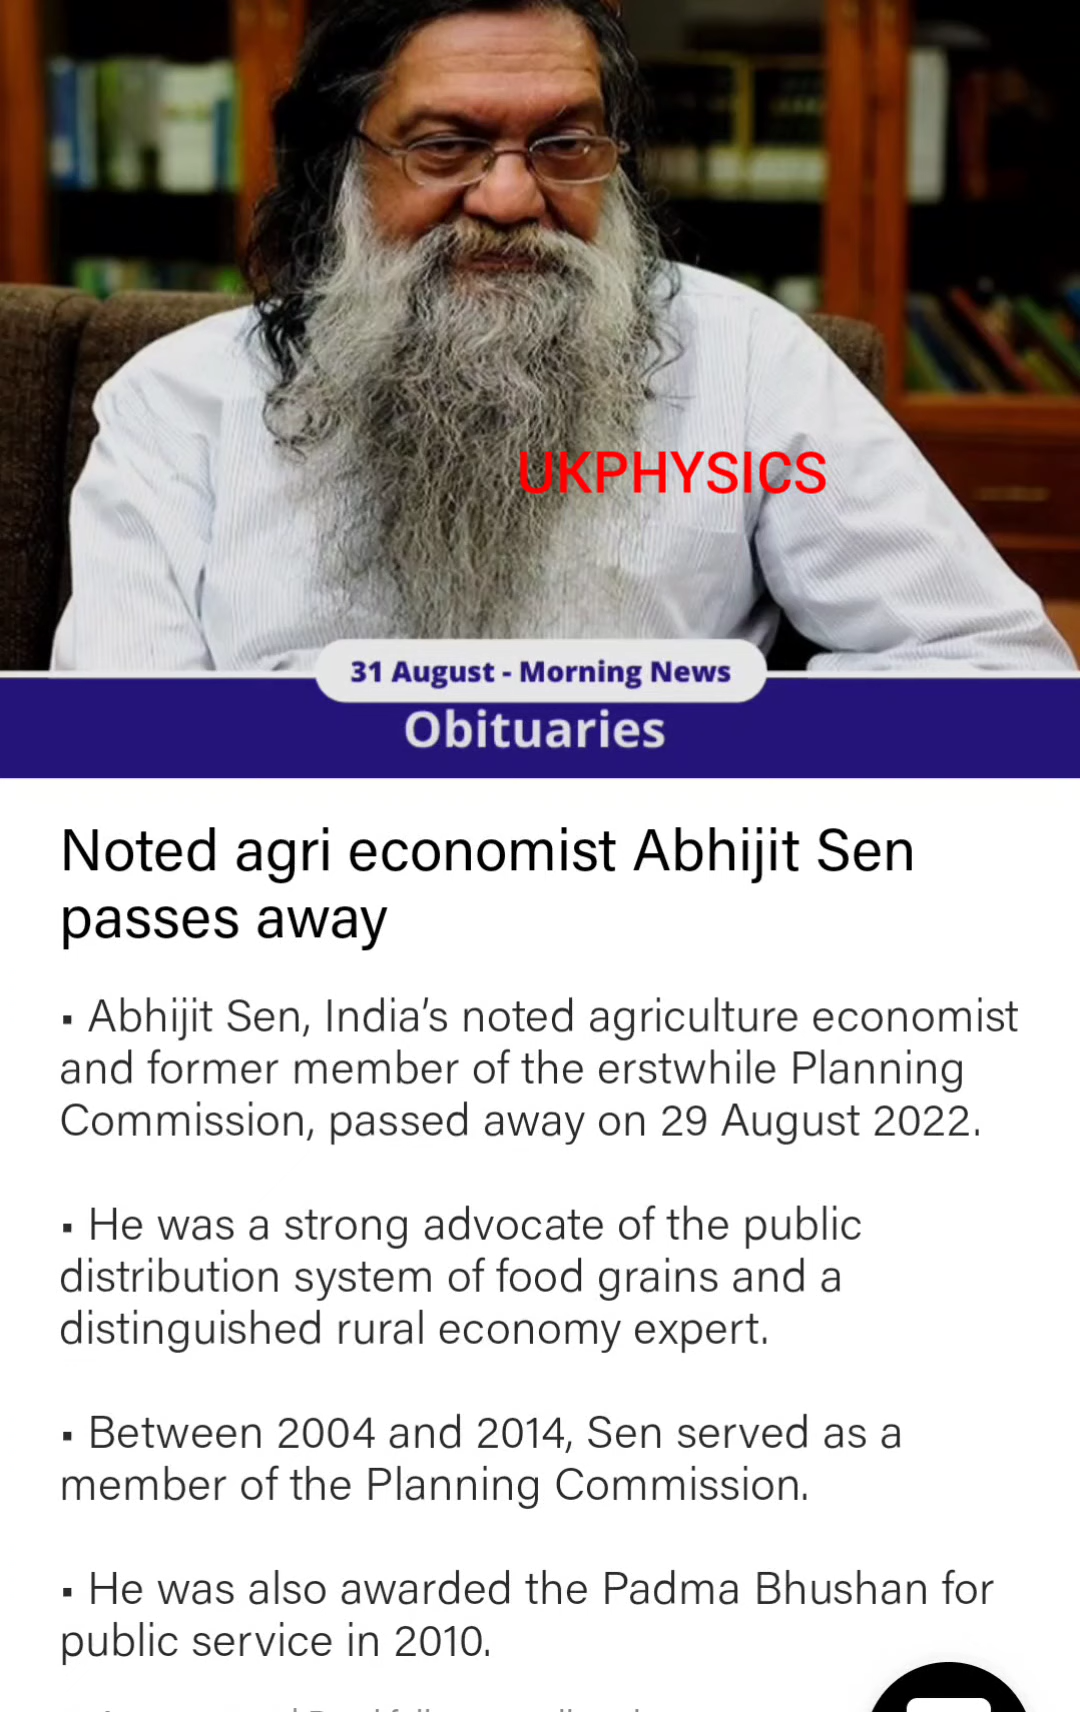 UKPHYSICS
31 August - Morning News
Obituaries
Noted agri economist Abhijit Sen
passes away
▪ Abhijit Sen, India’s noted agriculture economist
and former member of the erstwhile Planning
Commission, passed away on 29 August 2022.
▪ He was a strong advocate of the public
distribution system of food grains and a
distinguished rural economy expert.
▪ Between 2004 and 2014, Sen served as a
member of the Planning Commission.
▪ He was also awarded the Padma Bhushan for
public service in 2010.